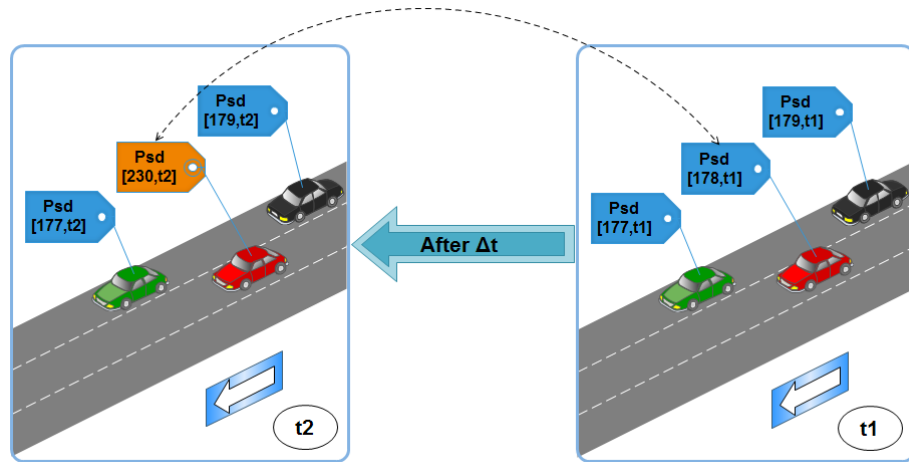 Psd
[179,t2]
Psd
[230,t2]
Psd
[177,t2]
t2
After Δt
Psd
[179,t1]
Psd
[178,t1]
Psd
[177,t1]
t1